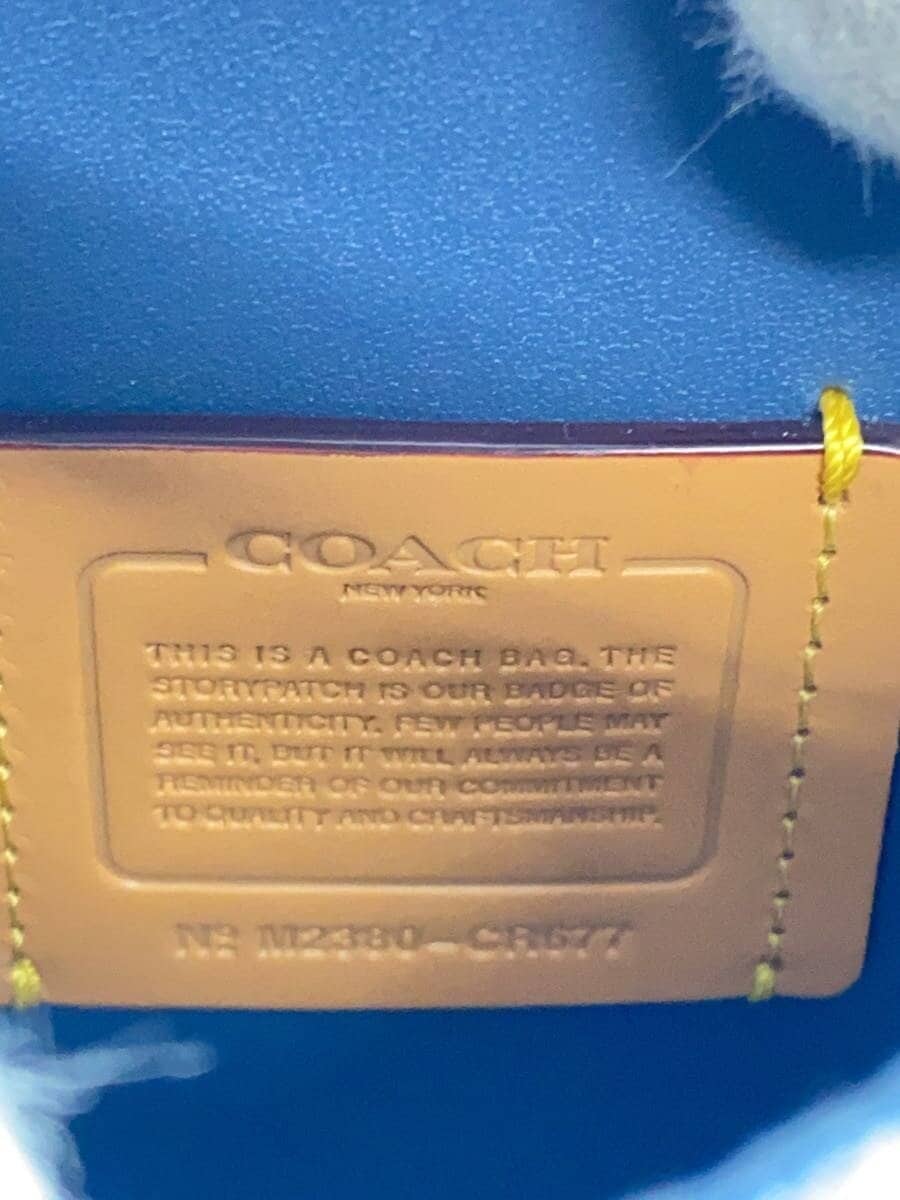 COACH
NEW YORK
THIS IS A COACH BAG. THE
STORYPATCH IS OUR BADGE OF
AUTHENTICITY. FEW PEOPLE MAY
SEE IT, BUT IT WILL ALWAYS BE A
REMINDER OF OUR COMMITMENT
TO QUALITY AND CRAFTSMANSHIP.
Nº M2380-CR677